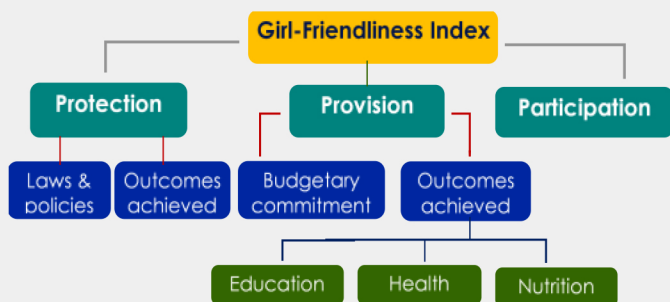 Girl-Friendliness Index
Protection
Provision
Participation
Laws &
policies
Outcomes
achieved
Budgetary
commitment
Outcomes
achieved
Education
Health
Nutrition